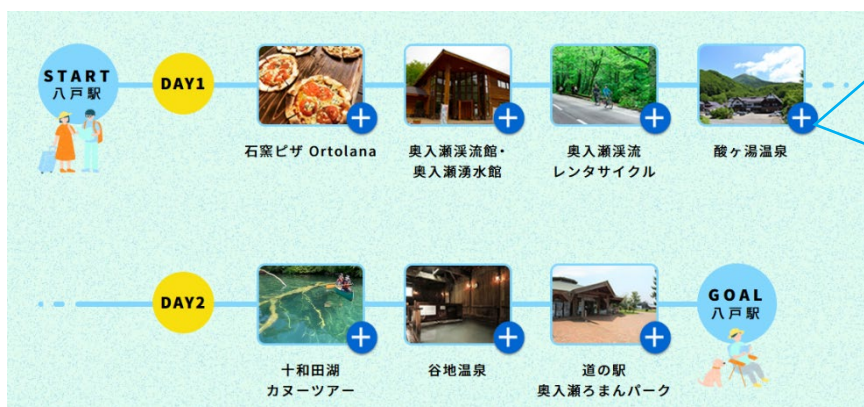 START
八戸駅
DAY1
石窯ピザ Ortolana
奥入瀬渓流館・
奥入瀬湧水館
奥入瀬渓流
レンタサイクル
酸ヶ湯温泉
DAY2
十和田湖
カヌーツアー
谷地温泉
道の駅
奥入瀬ろまんパーク
GOAL
八戸駅